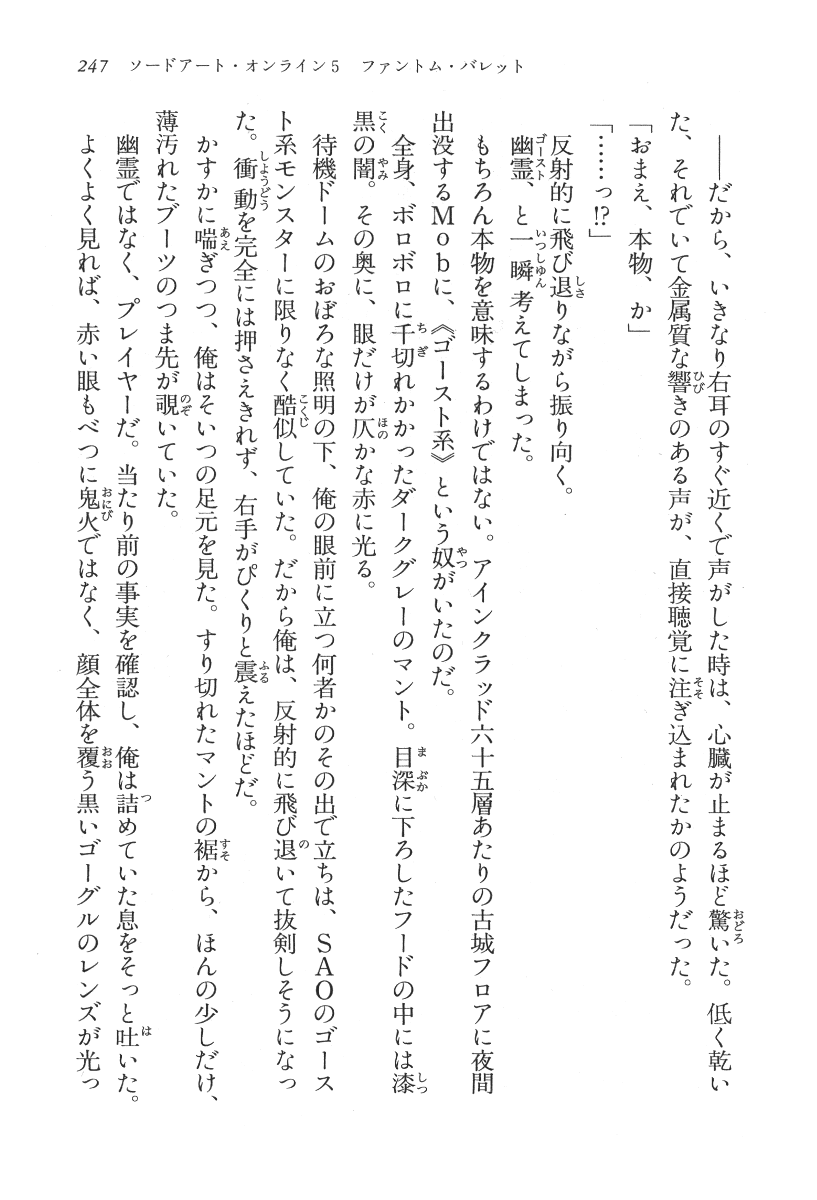 247　ソードアート・オンライン5　ファントム・バレット
――だから、いきなり右耳のすぐ近くで声がした時は、心臓が止まるほど驚いた。低く乾い
た、それでいて金属質な響きのある声が、直接聴覚に注ぎ込まれたかのようだった。
「おまえ、本物、か」
「……っ!?」
反射的に飛び退りながら振り向く。
幽霊、と一瞬考えてしまった。
もちろん本物を意味するわけではない。アインクラッド六十五層あたりの古城フロアに夜間
出没するＭｏｂに、《ゴースト系》という奴がいたのだ。
全身、ボロボロに千切れかかったダークグレーのマント。目深に下ろしたフードの中には漆
黒の闇。その奥に、眼だけが仄かな赤に光る。
待機ドームのおぼろな照明の下、俺の眼前に立つ何者かのその出で立ちは、ＳＡＯのゴース
ト系モンスターに限りなく酷似していた。だから俺は、反射的に飛び退いて抜剣しそうになっ
た。衝動を完全には押さえきれず、右手がぴくりと震えたほどだ。
かすかに喘ぎつつ、俺はそいつの足元を見た。すり切れたマントの裾から、ほんの少しだけ、
薄汚れたブーツのつま先が覗いていた。
幽霊ではなく、プレイヤーだ。当たり前の事実を確認し、俺は詰めていた息をそっと吐いた。
よくよく見れば、赤い眼もべつに鬼火ではなく、顔全体を覆う黒いゴーグルのレンズが光っ